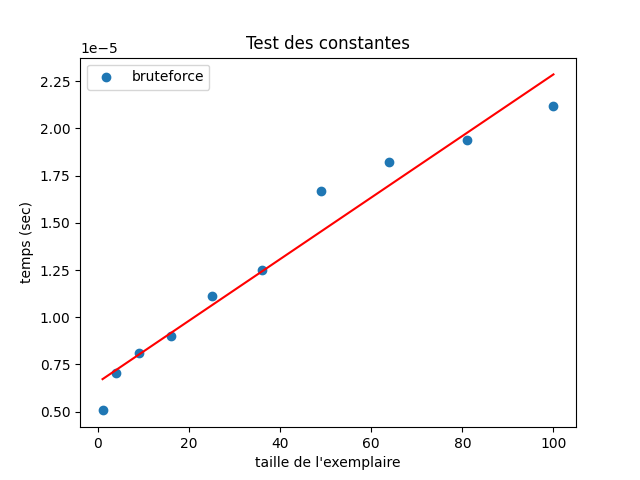 Test des constantes
1e−5
bruteforce
2.25
2.00
1.75
1.50
1.25
1.00
0.75
0.50
temps (sec)
0 20 40 60 80 100
taille de l'exemplaire